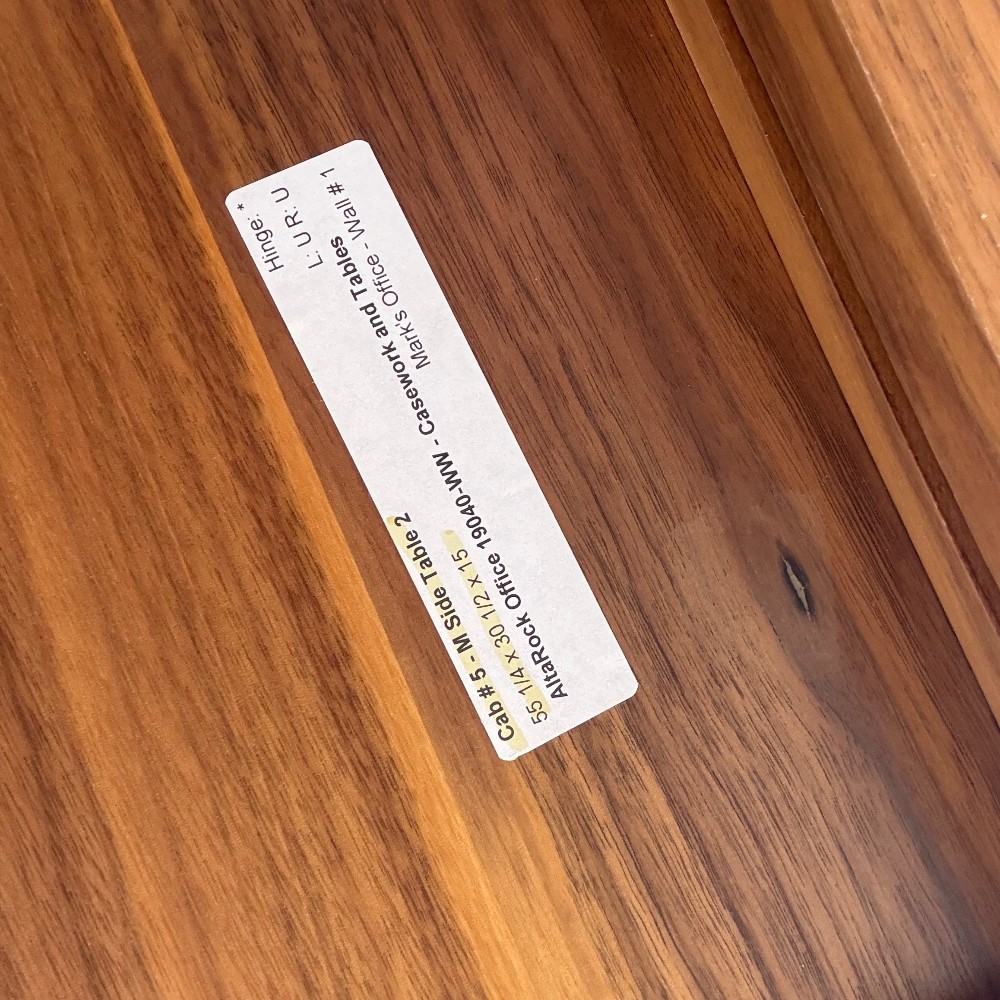 Cab # 5 - M Side Table 2
Hinge: *
55 1/4 x 30 1/2 x 15
L: U R: U
AltaRock Office 19040-WW - Casework and Tables
Mark's Office - Wall # 1